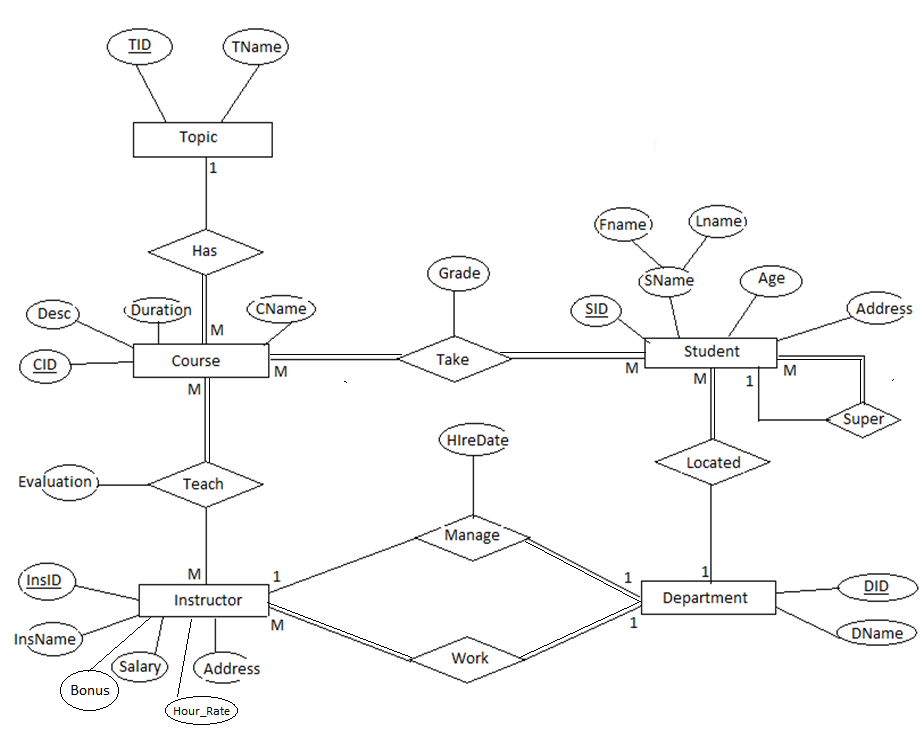 TID
TName
Topic
1
Has
M
Fname
Lname
SName
Age
SID
Address
Grade
Desc
Duration
CName
CID
Course
M
M
Take
M
Student
M
1
M
Super
Located
1
HIreDate
Evaluation
Teach
M
Manage
1
1
InsID
Instructor
M
Department
1
DID
DName
InsName
Salary
Address
Bonus
Hour_Rate
Work